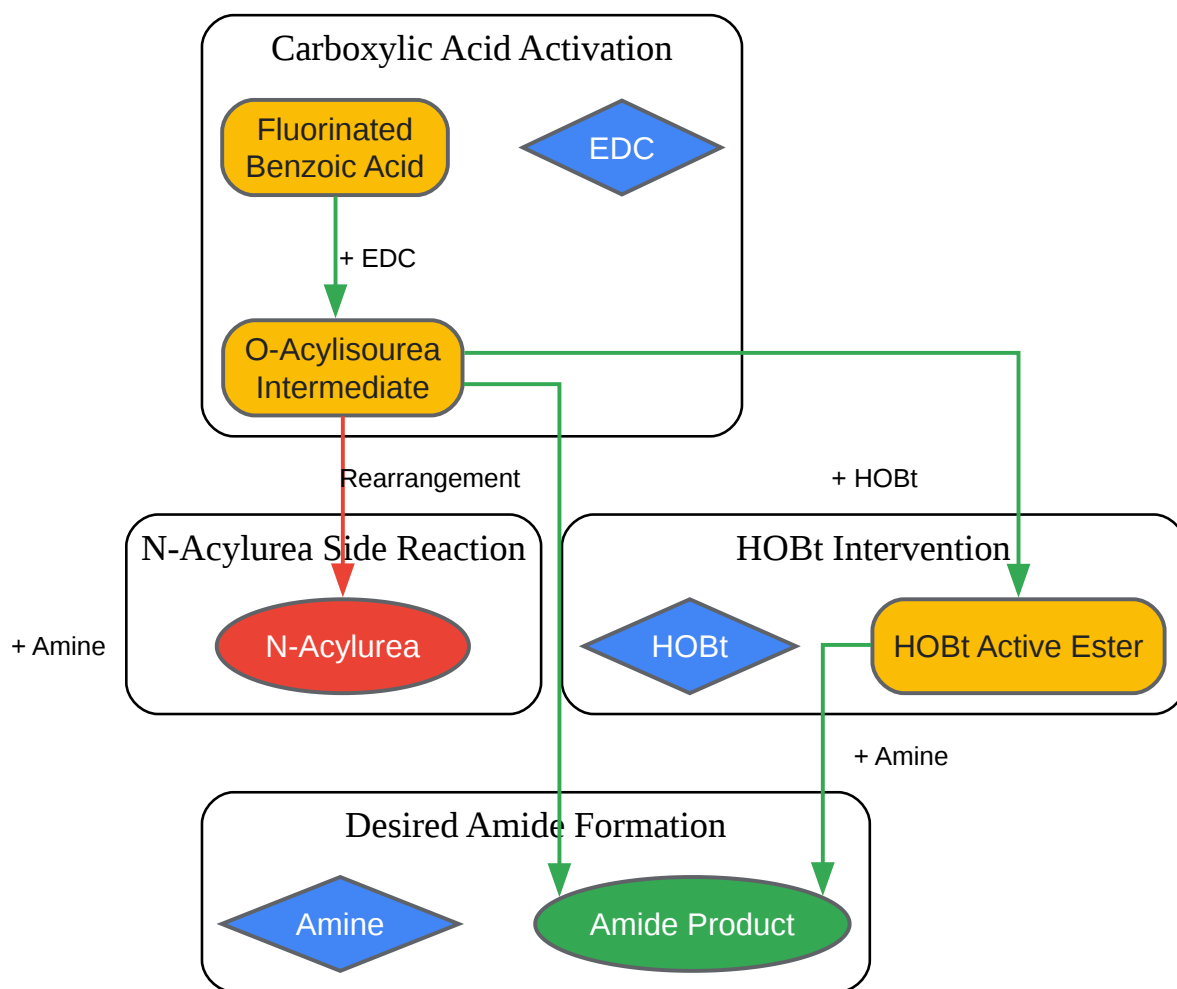 Carboxylic Acid Activation
Fluorinated
Benzoic Acid
EDC
+ EDC
O-Acylisourea
Intermediate
Rearrangement
+ HOBt
N-Acylurea Side Reaction
HOBt Intervention
+ Amine
N-Acylurea
HOBt
HOBt Active Ester
+ Amine
Desired Amide Formation
Amine
Amide Product